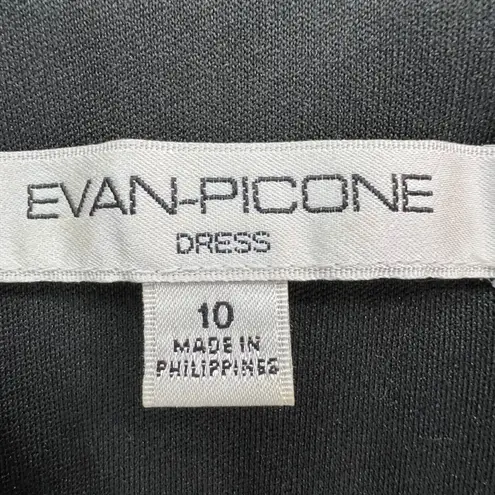 EVAN-PICONE
DRESS
10
MADE IN
PHILIPPINES